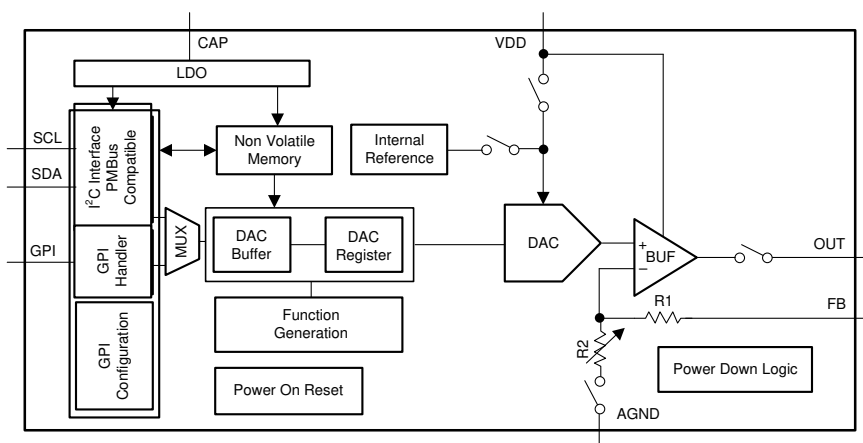 CAP
VDD
LDO
SCL
SDA
GPI
I²C Interface
PMBus
Compatible
GPI
Handler
GPI
Configuration
MUX
Non Volatile
Memory
Internal
Reference
DAC
Buffer
DAC
Register
Function
Generation
Power On Reset
DAC
+
BUF
−
OUT
R1
FB
R2
Power Down Logic
AGND